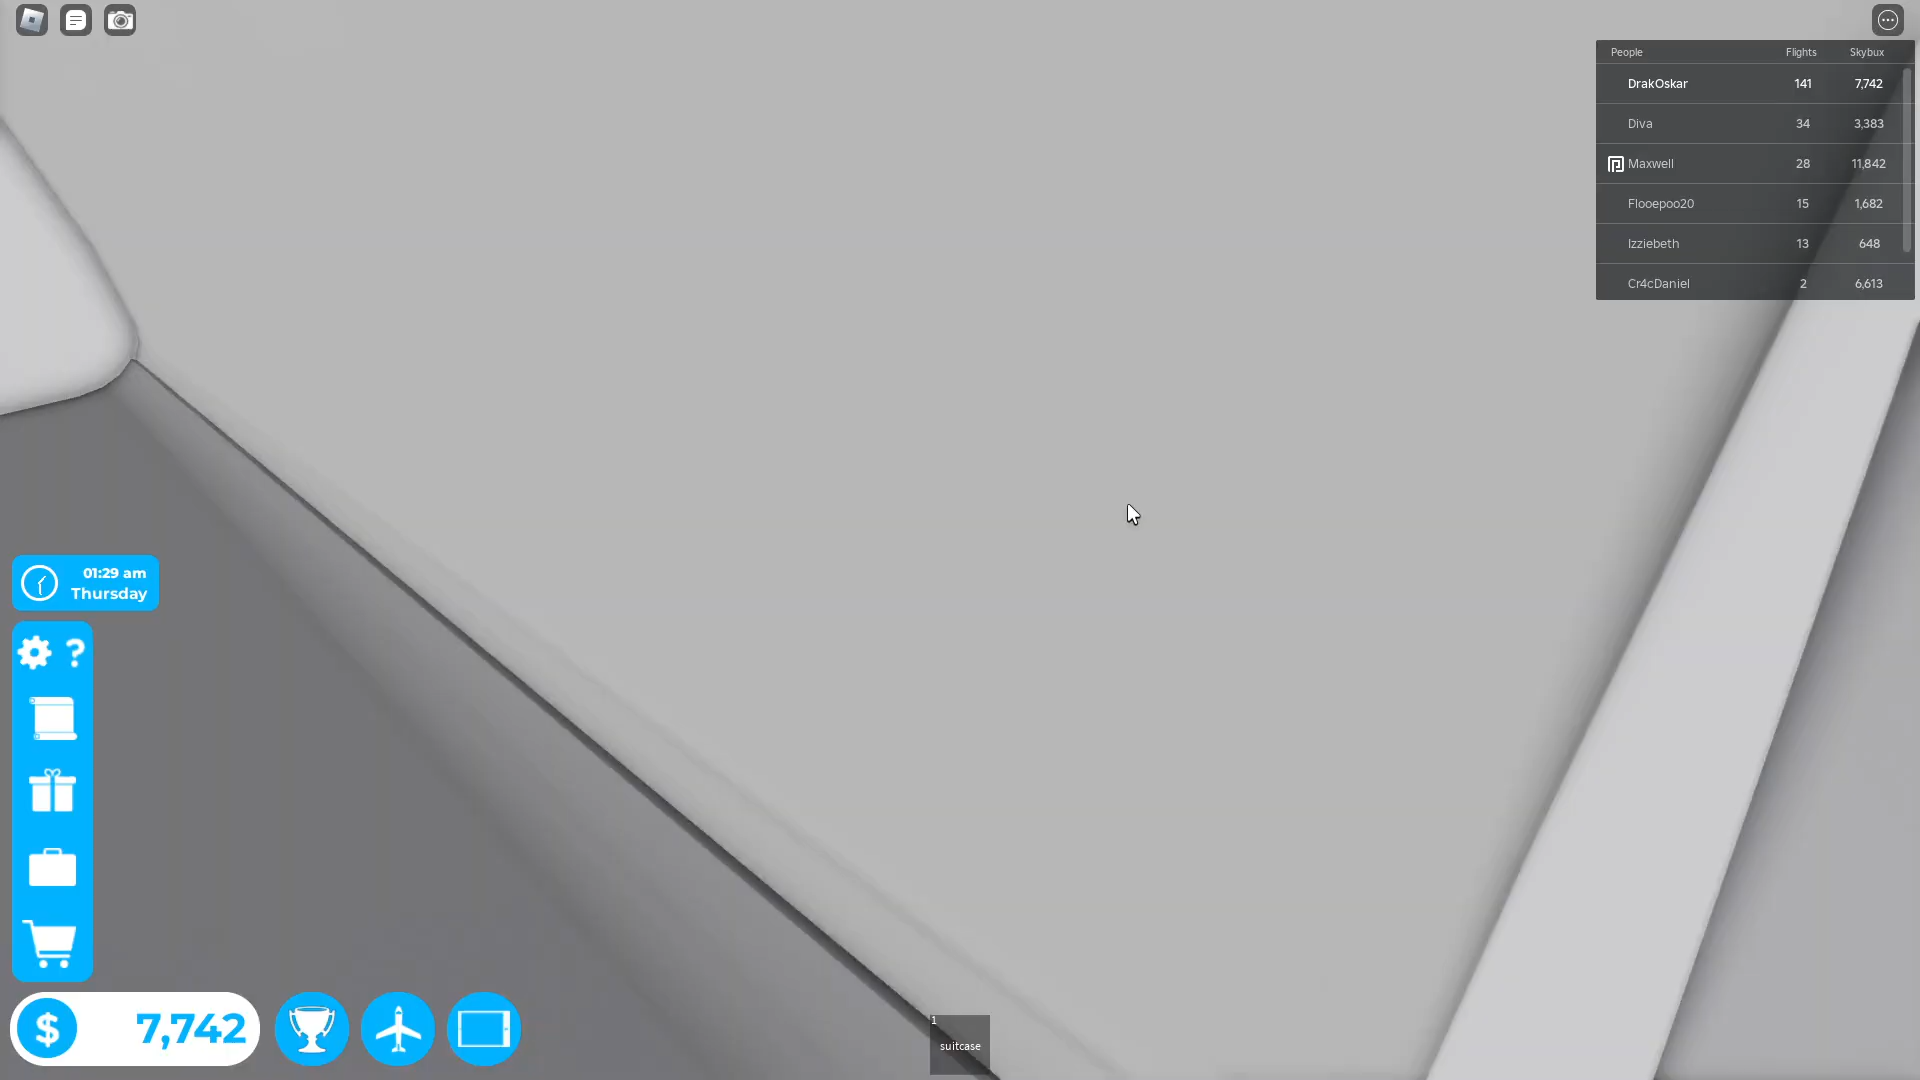 People Flights Skybux
DrakOskar 141 7,742
Diva 34 3,383
Maxwell 28 11,842
Flooepoo20 15 1,682
Izziebeth 13 648
Cr4cDaniel 2 6,613
01:29 am
Thursday
?
$ 7,742
1
suitcase